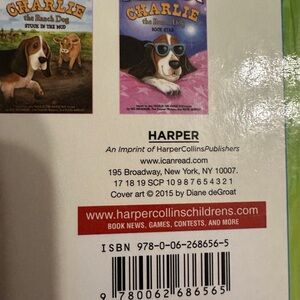 CHARLIE
the Ranch Dog
STUCK IN THE MUD
CHARLIE
the Ranch Dog
ROCK STAR
HARPER
An Imprint of HarperCollinsPublishers
www.icanread.com
195 Broadway, New York, NY 10007.
17 18 19 SCP 10 9 8 7 6 5 4 3 2 1
Cover art © 2015 by Diane deGroat
www.harpercollinschildrens.com
BOOK NEWS, GAMES, CONTESTS, AND MORE
ISBN 978-0-06-268656-5
9 780062 686565